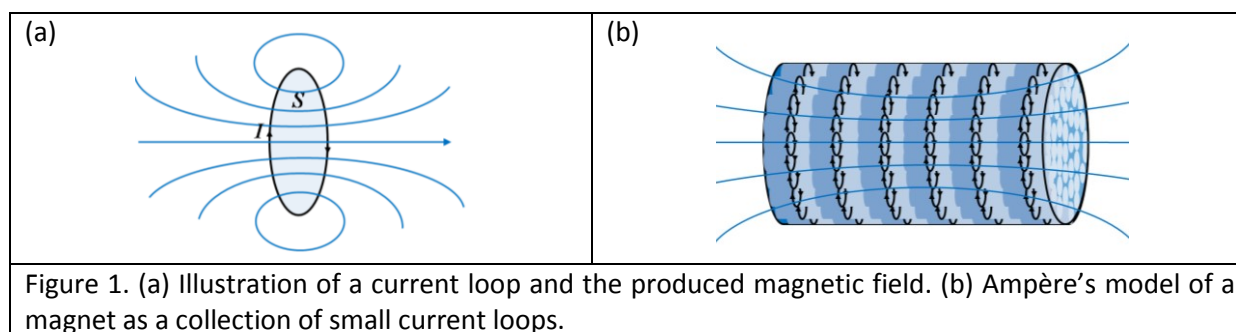 (a)
(b)
S
I
Figure 1. (a) Illustration of a current loop and the produced magnetic field. (b) Ampère’s model of a
magnet as a collection of small current loops.